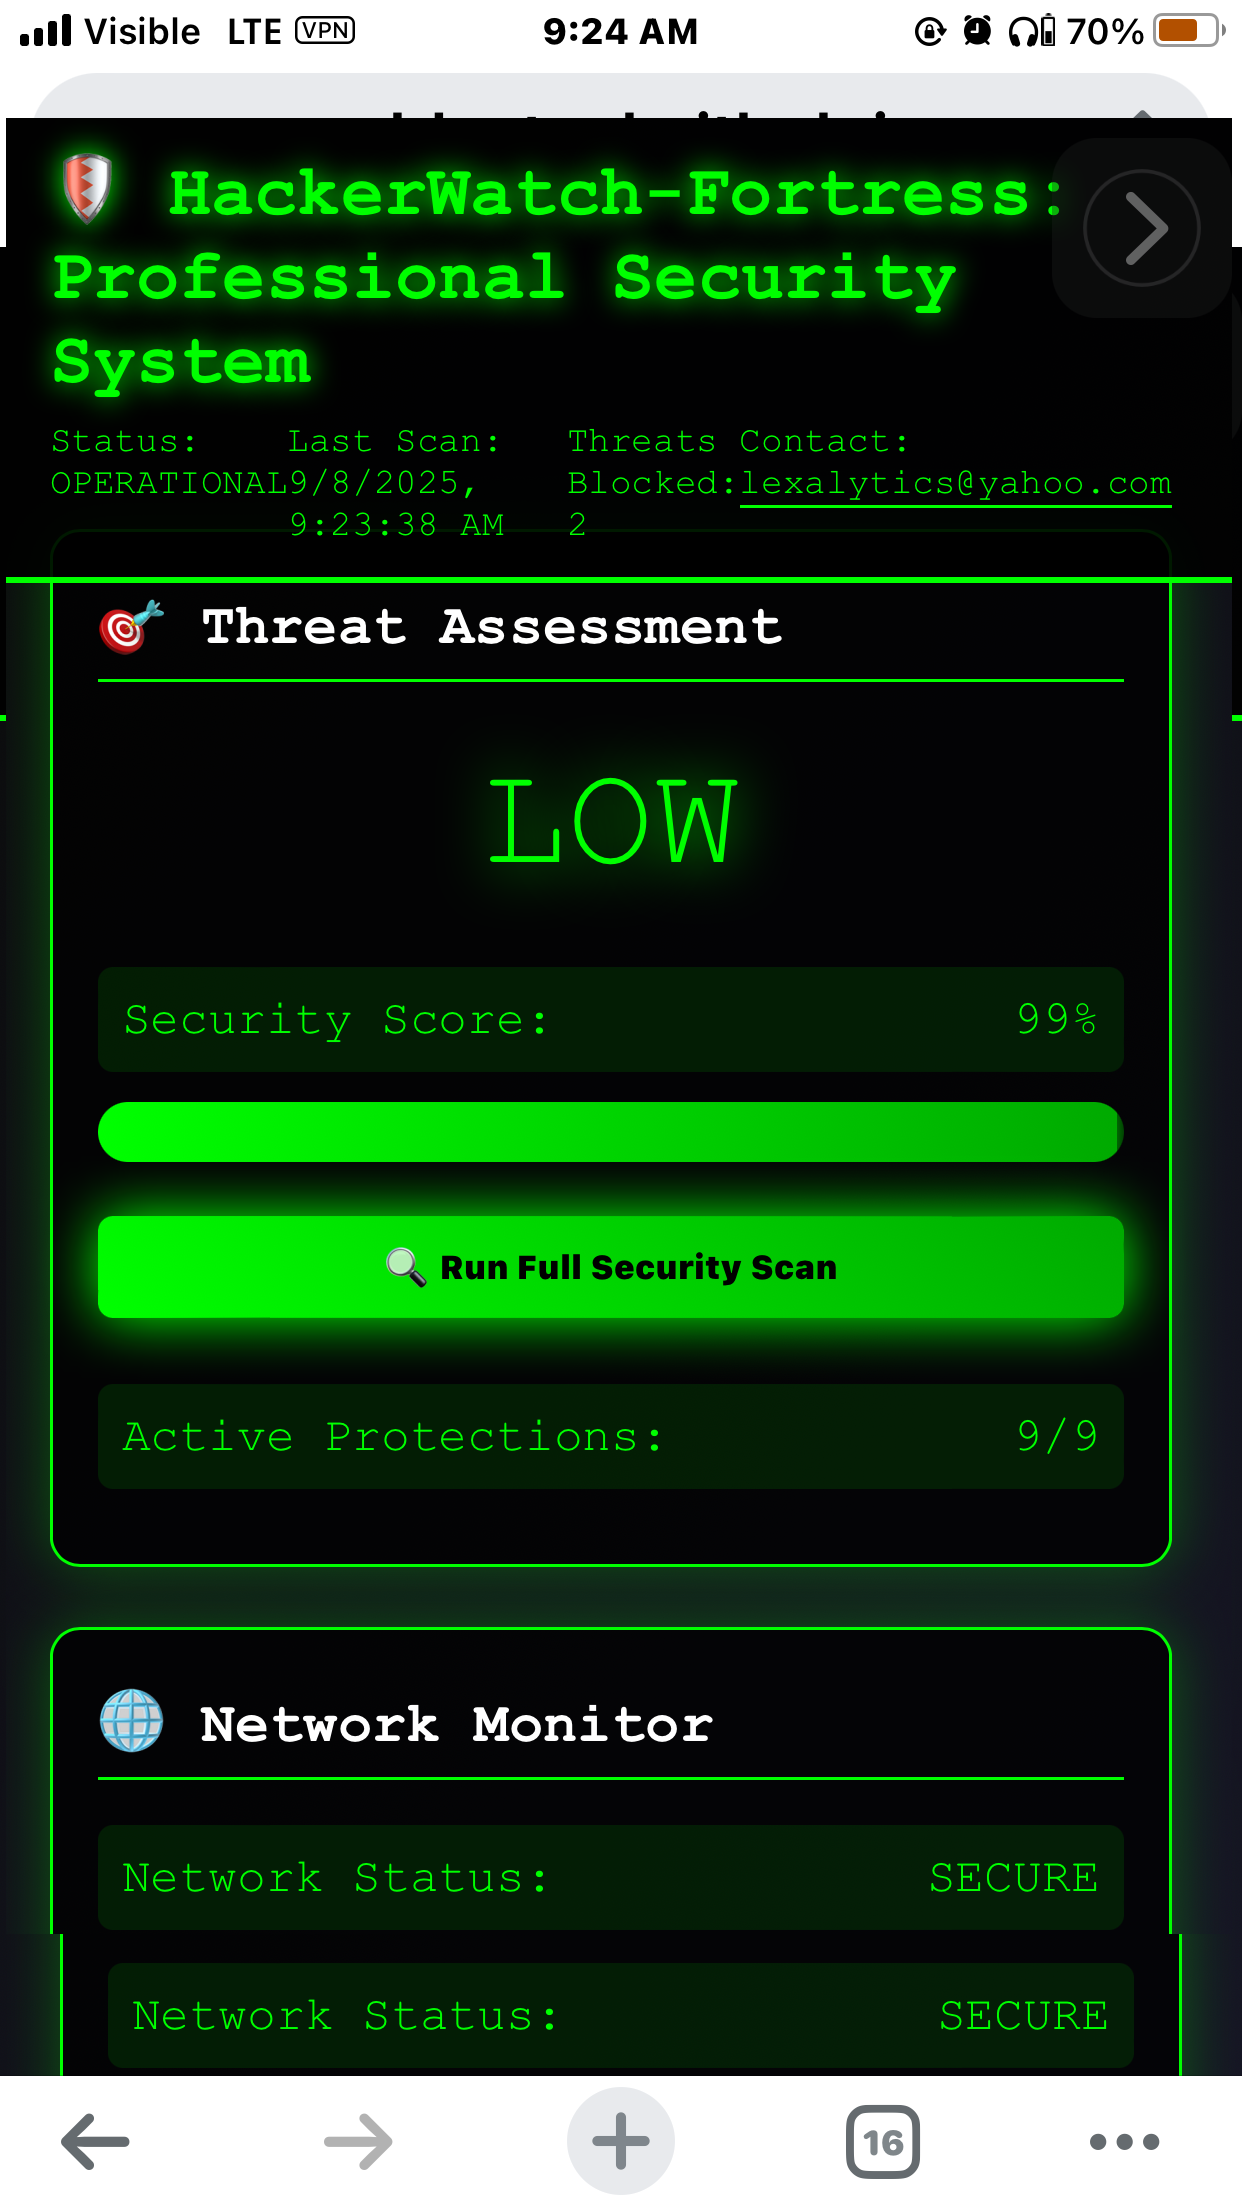 Visible LTE VPN 9:24 AM 70%
HackerWatch-Fortress:
Professional Security
System
Status: Last Scan: Threats Contact:
OPERATIONAL 9/8/2025, Blocked: lexalytics@yahoo.com
9:23:38 AM 2
Threat Assessment
LOW
Security Score: 99%
Run Full Security Scan
Active Protections: 9/9
Network Monitor
Network Status: SECURE
Network Status: SECURE
16